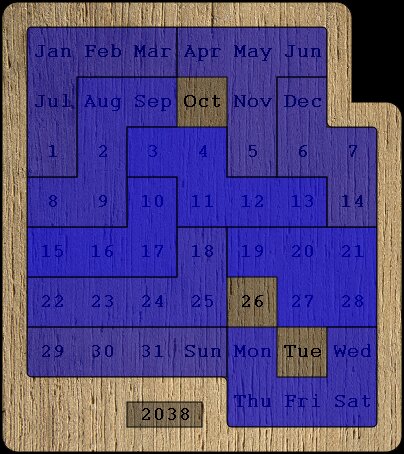 Jan Feb Mar Apr May Jun
Jul Aug Sep Oct Nov Dec
1 2 3 4 5 6 7
8 9 10 11 12 13 14
15 16 17 18 19 20 21
22 23 24 25 26 27 28
29 30 31 Sun Mon Tue Wed
Thu Fri Sat
2038